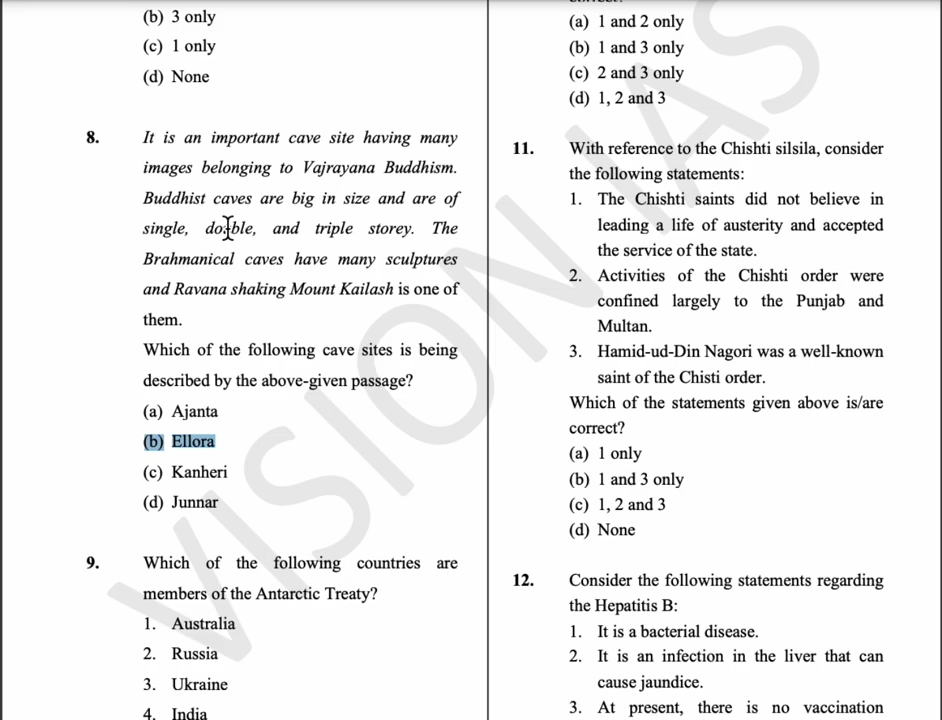 (b) 3 only
(c) 1 only
(d) None
8. It is an important cave site having many
images belonging to Vajrayana Buddhism.
Buddhist caves are big in size and are of
single, double, and triple storey. The
Brahmanical caves have many sculptures
and Ravana shaking Mount Kailash is one of
them.
Which of the following cave sites is being
described by the above-given passage?
(a) Ajanta
(b) Ellora
(c) Kanheri
(d) Junnar
9. Which of the following countries are
members of the Antarctic Treaty?
1. Australia
2. Russia
3. Ukraine
4. India
(a) 1 and 2 only
(b) 1 and 3 only
(c) 2 and 3 only
(d) 1, 2 and 3
11. With reference to the Chishti silsila, consider
the following statements:
1. The Chishti saints did not believe in
leading a life of austerity and accepted
the service of the state.
2. Activities of the Chishti order were
confined largely to the Punjab and
Multan.
3. Hamid-ud-Din Nagori was a well-known
saint of the Chisti order.
Which of the statements given above is/are
correct?
(a) 1 only
(b) 1 and 3 only
(c) 1, 2 and 3
(d) None
12. Consider the following statements regarding
the Hepatitis B:
1. It is a bacterial disease.
2. It is an infection in the liver that can
cause jaundice.
3. At present, there is no vaccination
VISION IAS